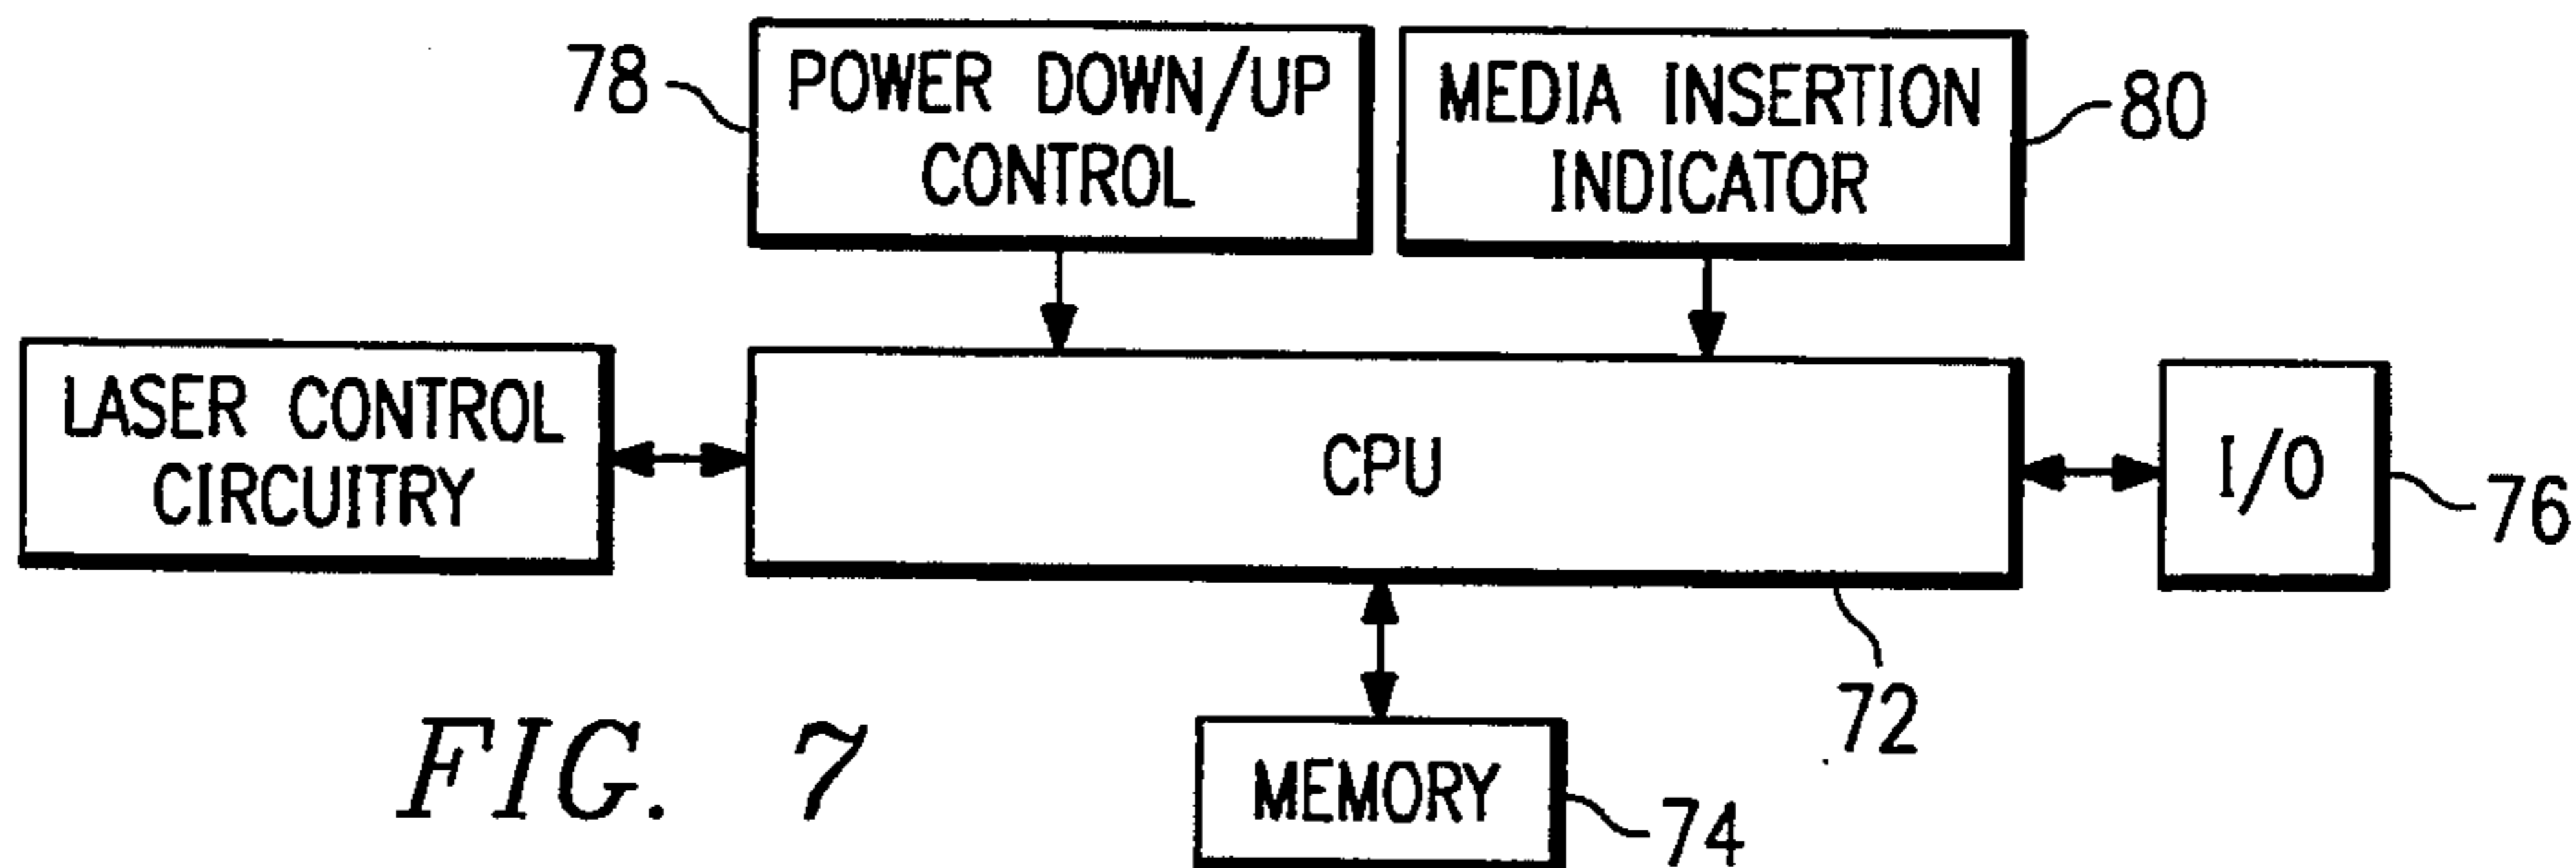 78
POWER DOWN/UP
CONTROL
MEDIA INSERTION
INDICATOR
80
LASER CONTROL
CIRCUITRY
CPU
I/O
76
72
FIG. 7
MEMORY
74